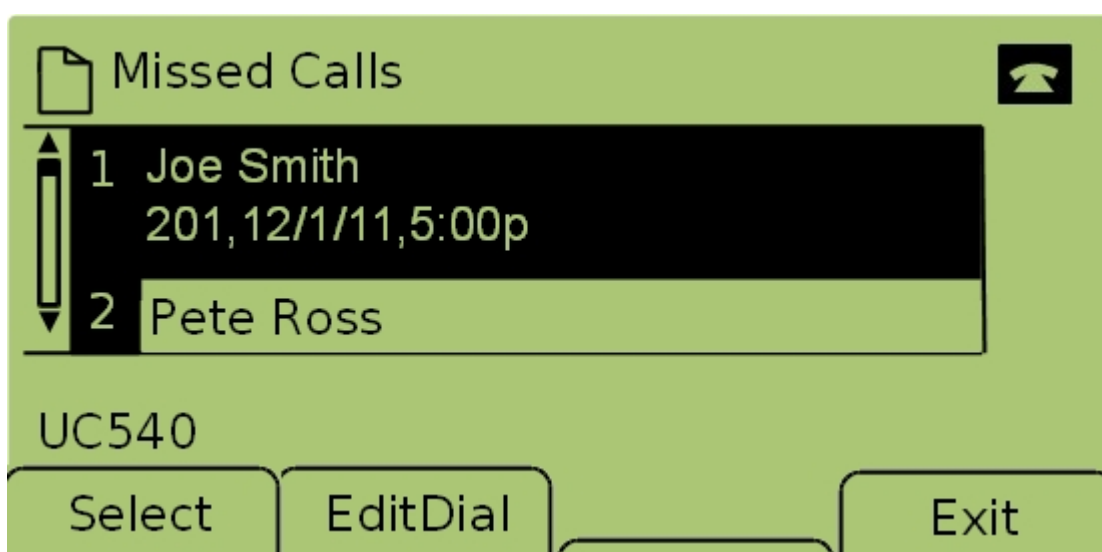 Missed Calls
1 Joe Smith
201,12/1/11,5:00p
2 Pete Ross
UC540
Select EditDial Exit